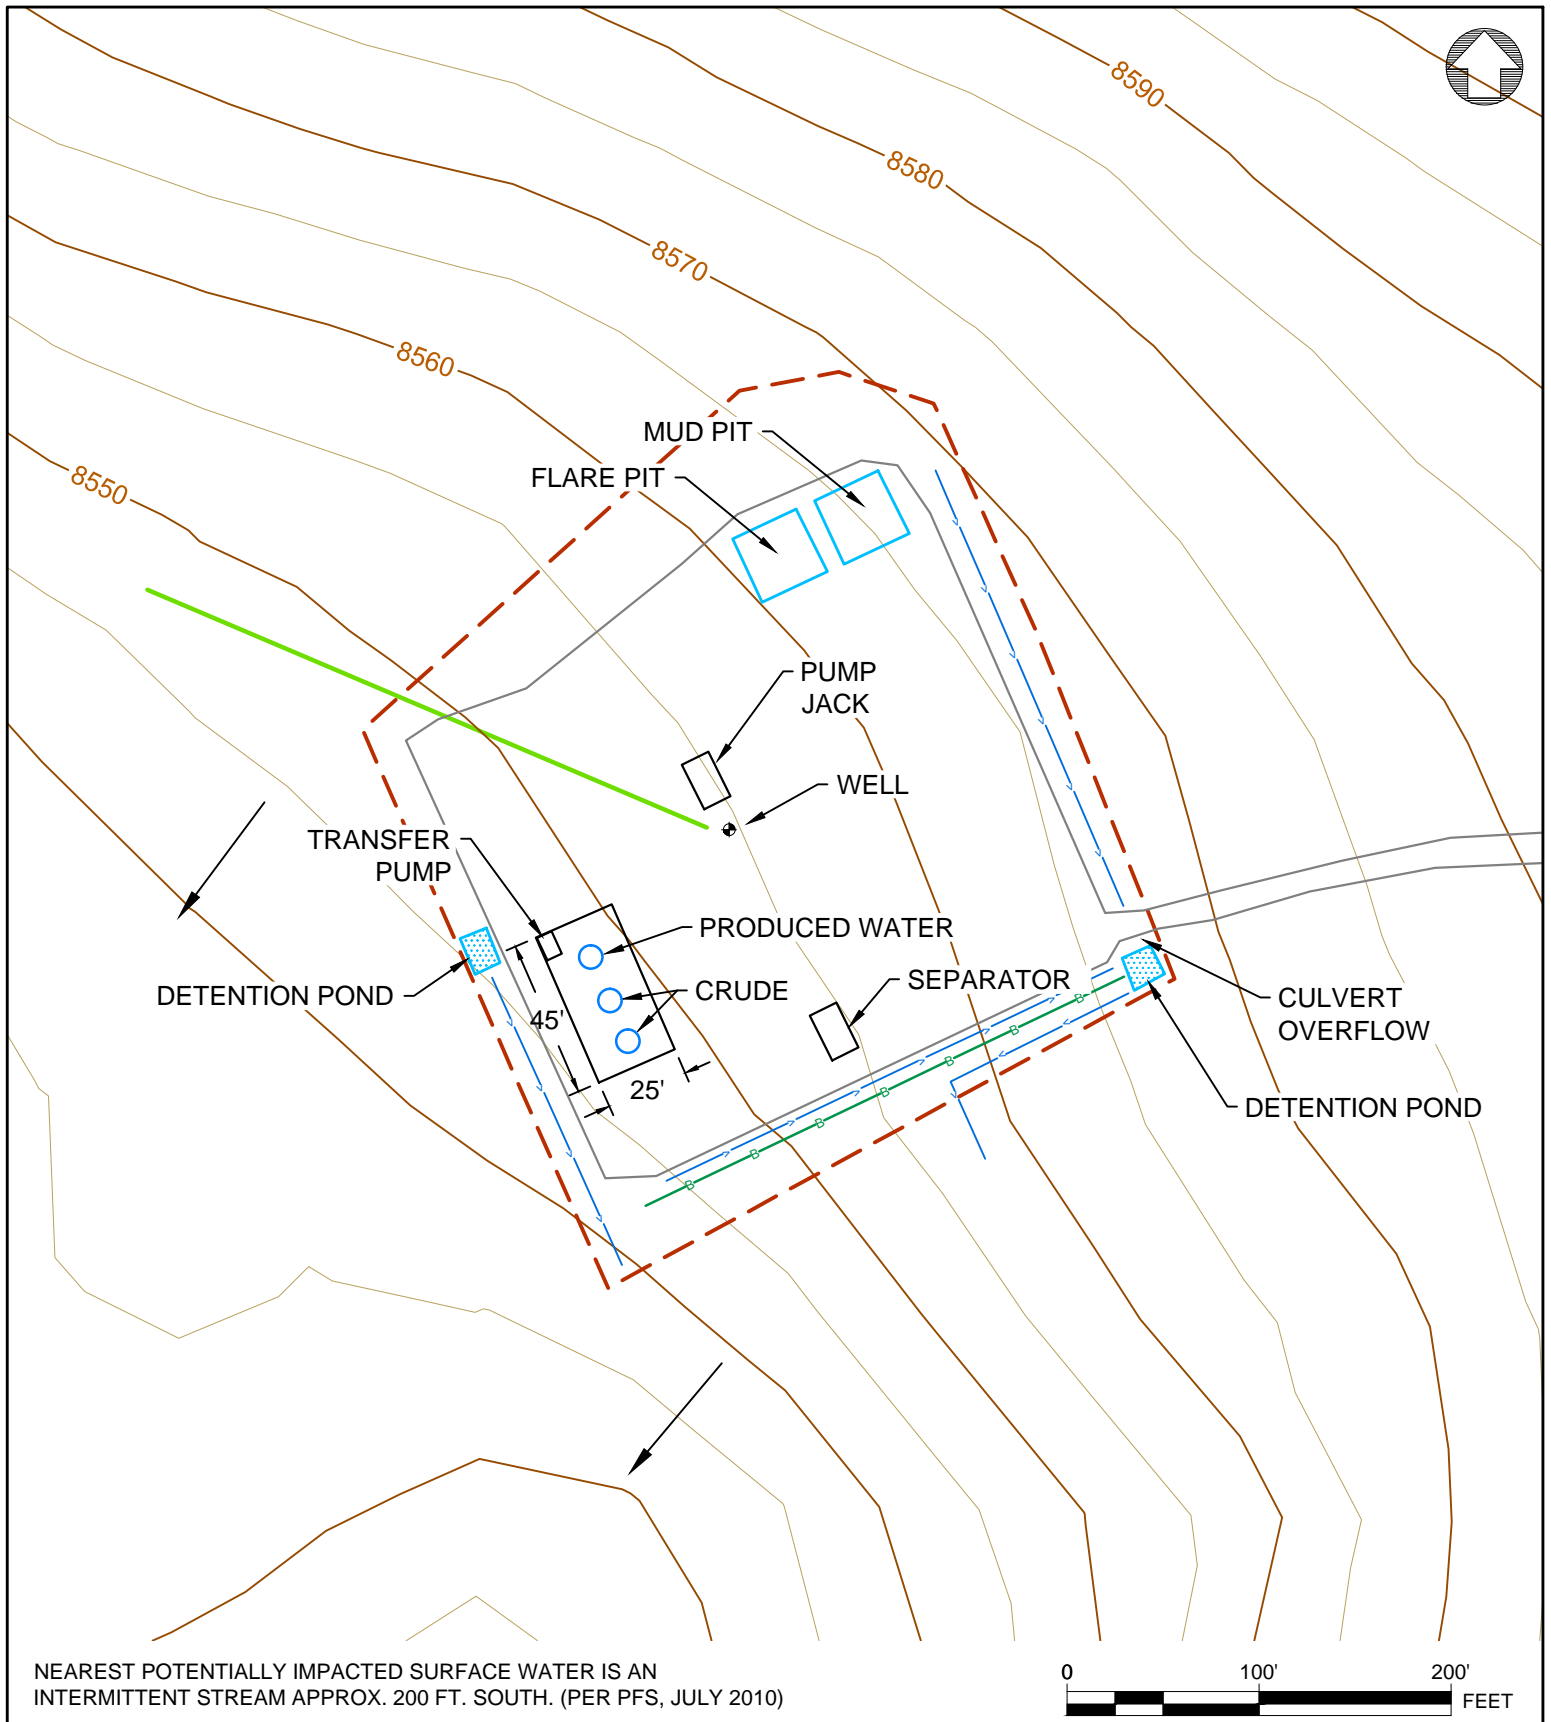 8590
8580
8570
8560
8550
MUD PIT
FLARE PIT
PUMP
JACK
WELL
TRANSFER
PUMP
PRODUCED WATER
SEPARATOR
CRUDE
DETENTION POND
45'
25'
CULVERT
OVERFLOW
DETENTION POND
B B B B B B B
NEAREST POTENTIALLY IMPACTED SURFACE WATER IS AN
INTERMITTENT STREAM APPROX. 200 FT. SOUTH. (PER PFS, JULY 2010)
0 100' 200'
FEET